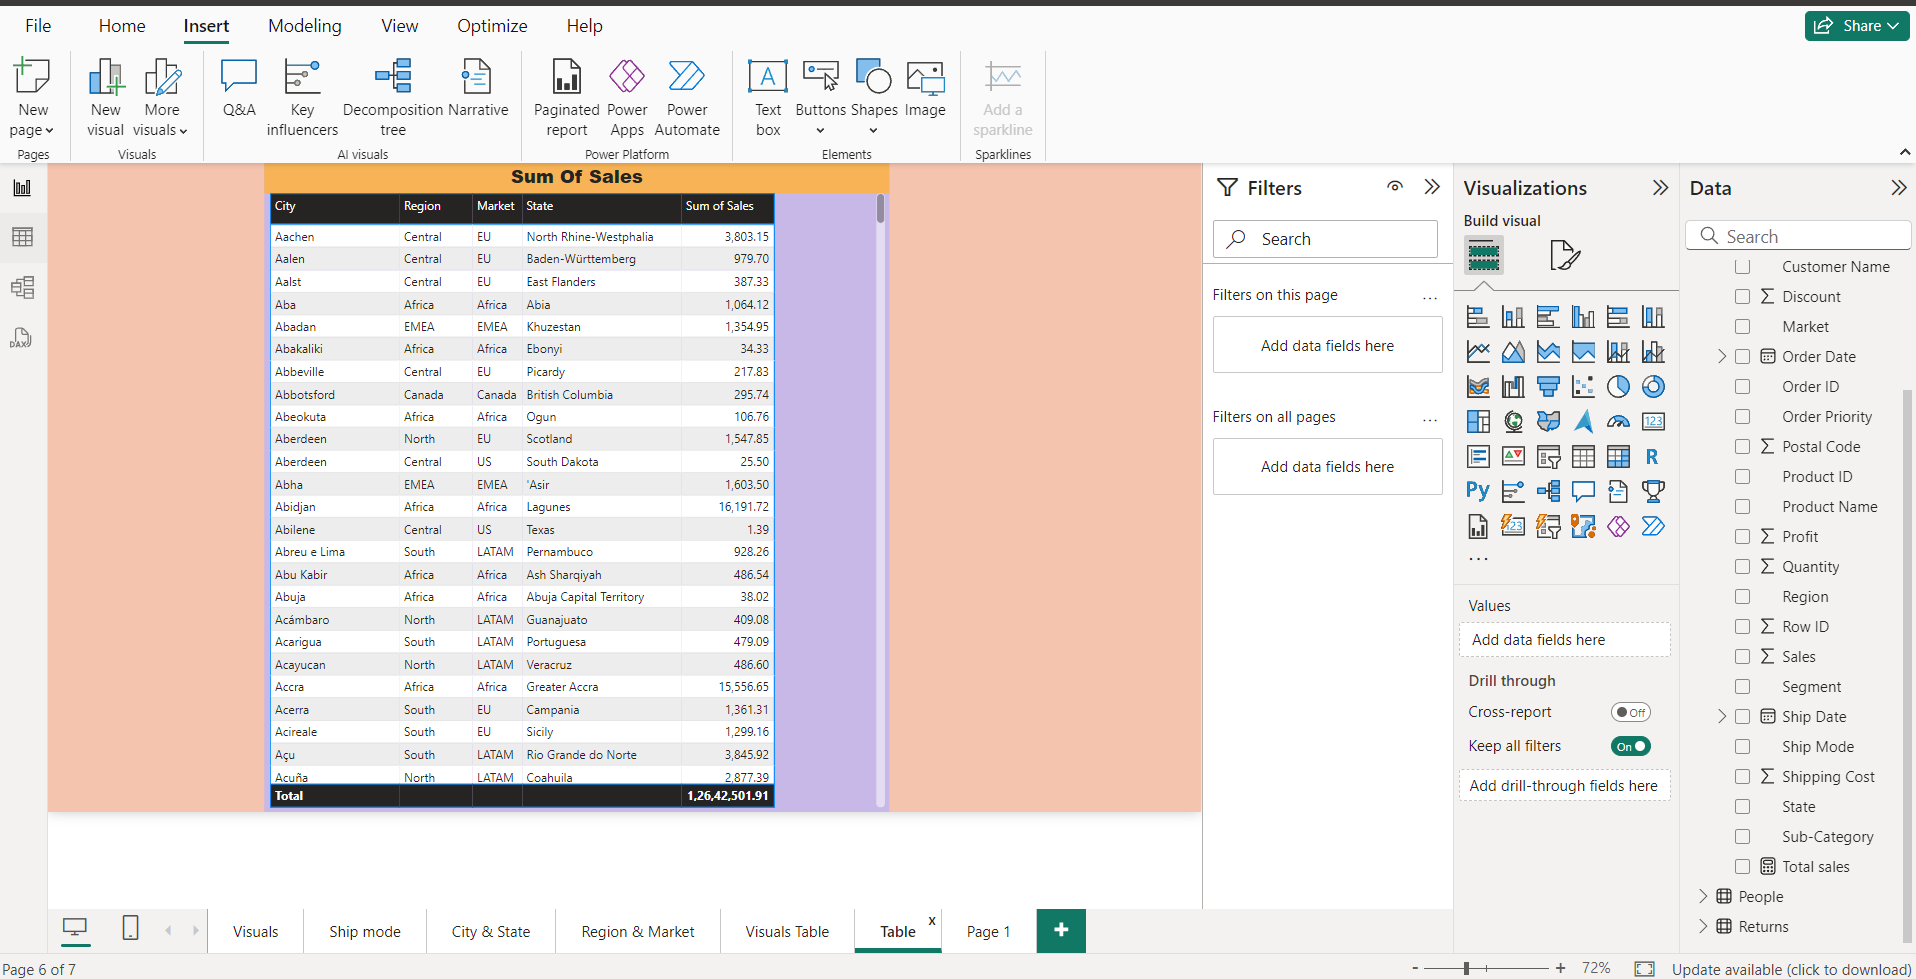 File Home Insert Modeling View Optimize Help Share
New page
New visual
More visuals
Q&A
Key influencers
Decomposition tree
Narrative
Paginated report
Power Apps
Power Automate
Text box
Buttons
Shapes
Image
Add a sparkline
Pages Visuals AI visuals Power Platform Elements Sparklines
DAX
Sum Of Sales
City Region Market State Sum of Sales
Aachen Central EU North Rhine-Westphalia 3,803.15
Aalen Central EU Baden-Württemberg 979.70
Aalst Central EU East Flanders 387.33
Aba Africa Africa Abia 1,064.12
Abadan EMEA EMEA Khuzestan 1,354.95
Abakaliki Africa Africa Ebonyi 34.33
Abbeville Central EU Picardy 217.83
Abbotsford Canada Canada British Columbia 295.74
Abeokuta Africa Africa Ogun 106.76
Aberdeen North EU Scotland 1,547.85
Aberdeen Central US South Dakota 25.50
Abha EMEA EMEA 'Asir 1,603.50
Abidjan Africa Africa Lagunes 16,191.72
Abilene Central US Texas 1.39
Abreu e Lima South LATAM Pernambuco 928.26
Abu Kabir Africa Africa Ash Sharqiyah 486.54
Abuja Africa Africa Abuja Capital Territory 38.02
Acámbaro North LATAM Guanajuato 409.08
Acarigua South LATAM Portuguesa 479.09
Acayucan North LATAM Veracruz 486.60
Accra Africa Africa Greater Accra 15,556.65
Acerra South EU Campania 1,361.31
Acireale South EU Sicily 1,299.16
Açu South LATAM Rio Grande do Norte 3,845.92
Acuña North LATAM Coahuila 2,877.39
Total 1,26,42,501.91
Filters
Search
Filters on this page ...
Add data fields here
Filters on all pages ...
Add data fields here
Visualizations
Build visual
123
R
Py
123
...
Values
Add data fields here
Drill through
Cross-report Off
Keep all filters On
Add drill-through fields here
Data
Search
Customer Name
Σ Discount
Market
Order Date
Order ID
Order Priority
Σ Postal Code
Product ID
Product Name
Σ Profit
Σ Quantity
Region
Σ Row ID
Σ Sales
Segment
Ship Date
Ship Mode
Σ Shipping Cost
State
Sub-Category
Total sales
People
Returns
Visuals Ship mode City & State Region & Market Visuals Table Table x Page 1 +
Page 6 of 7 - + 72% Update available (click to download)